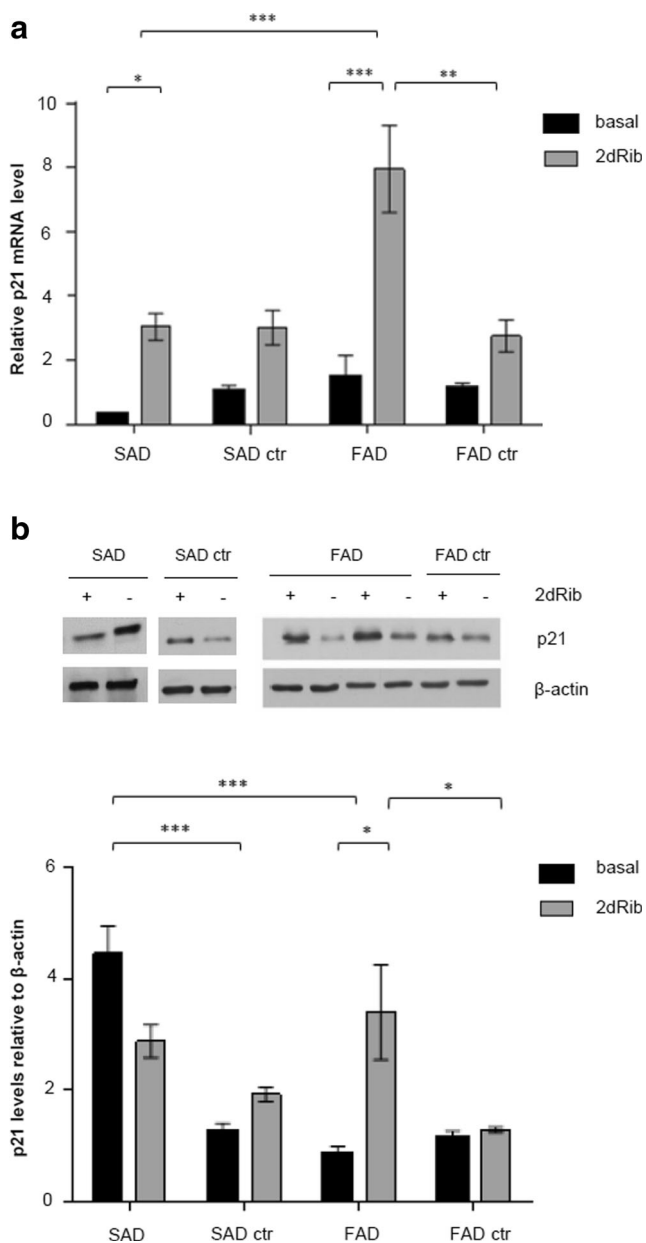 a
***
*
***
**
10
8
6
4
2
0
Relative p21 mRNA level
basal
2dRib
SAD
SAD ctr
FAD
FAD ctr
b
SAD
SAD ctr
FAD
FAD ctr
+ - + - + - + - + -
2dRib
p21
β-actin
***
*
***
*
6
4
2
0
p21 levels relative to β-actin
basal
2dRib
SAD
SAD ctr
FAD
FAD ctr